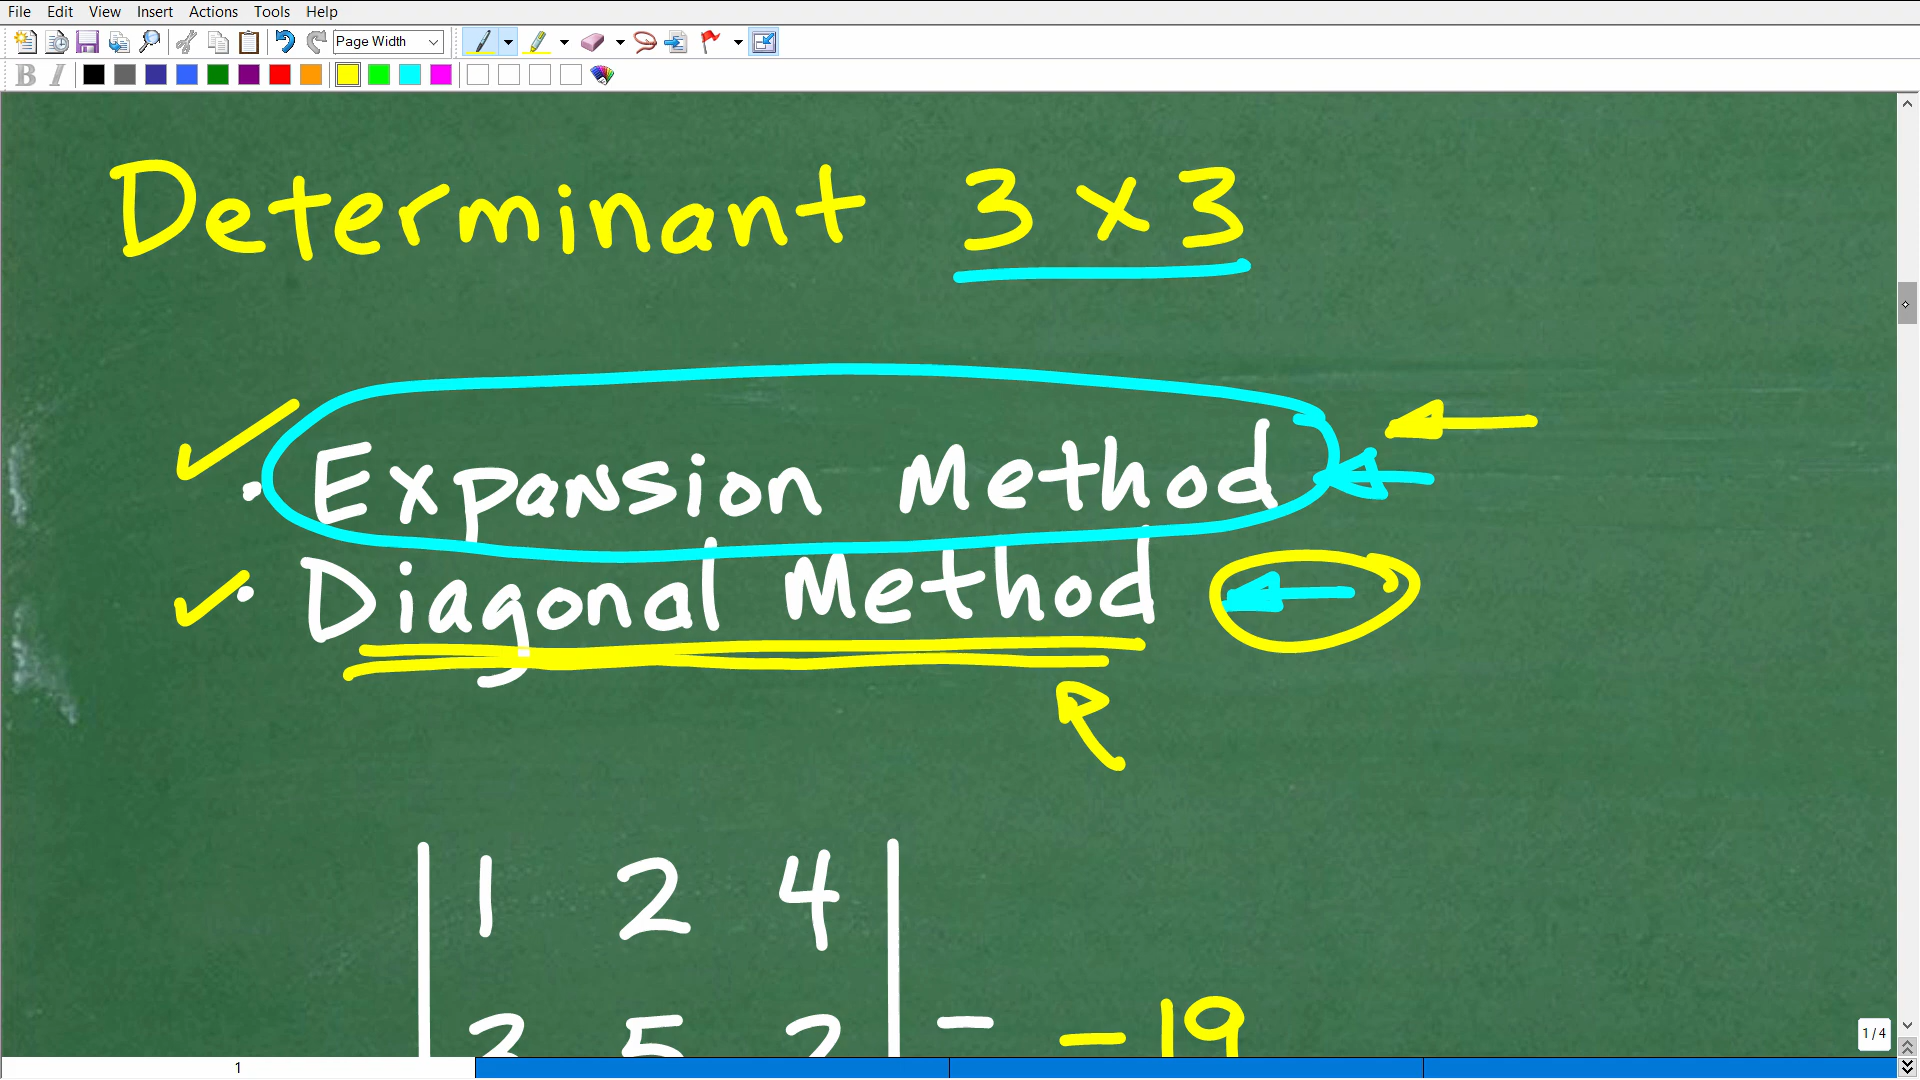 File Edit View Insert Actions Tools Help
Page Width
B I
Determinant 3 x 3
· Expansion Method
· Diagonal Method
1 2 4
5 - -19
1 / 4
1